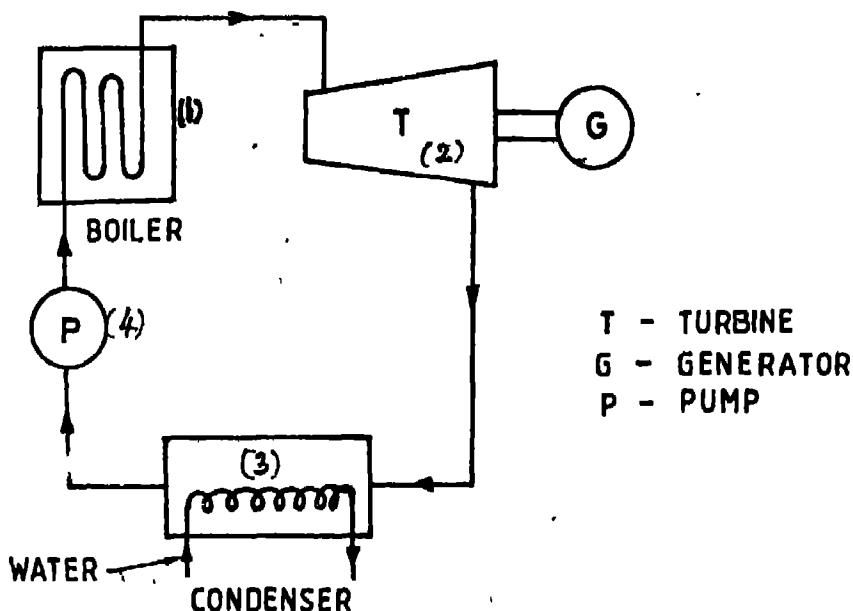 (1)
T
(2)
G
BOILER
P (4)
T - TURBINE
G - GENERATOR
P - PUMP
(3)
WATER
CONDENSER